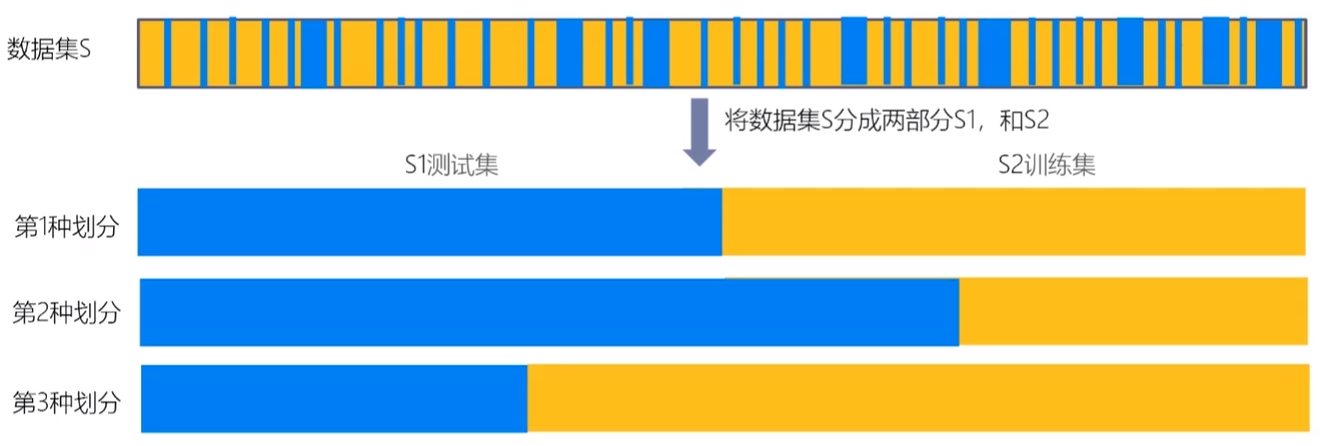 数据集S
将数据集S分成两部分S1，和S2
S1测试集
S2训练集
第1种划分
第2种划分
第3种划分